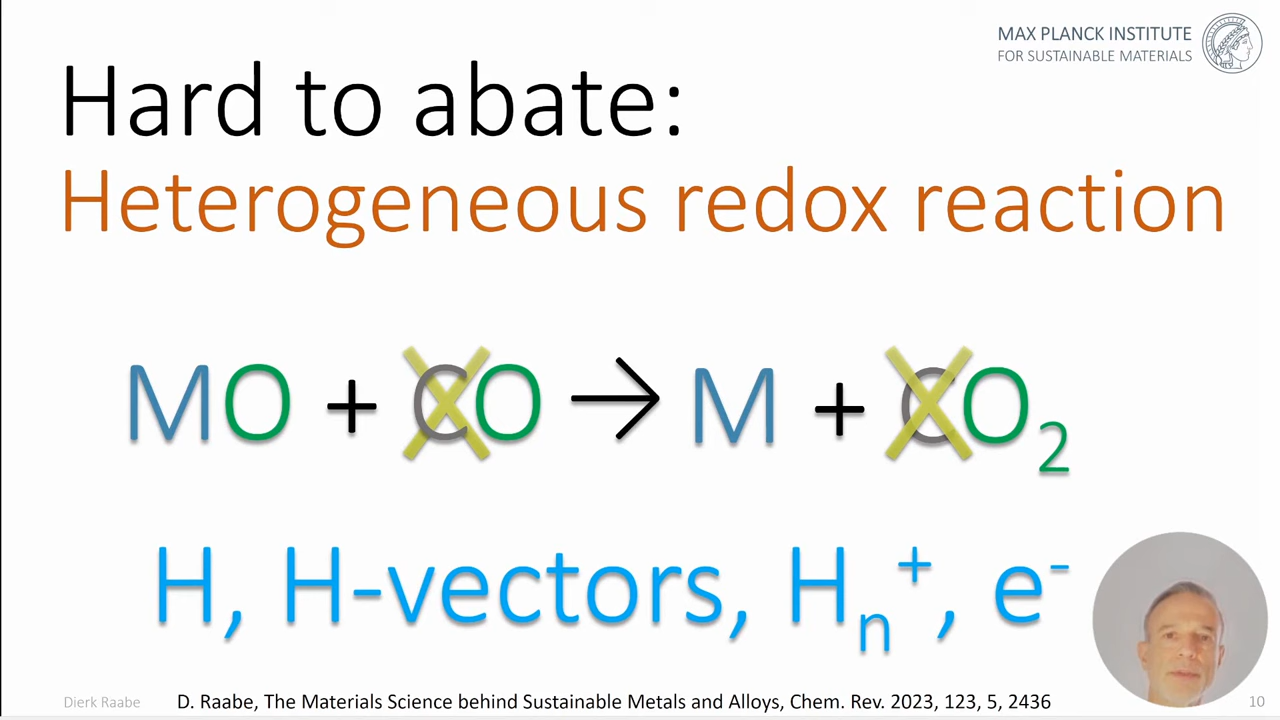 MAX PLANCK INSTITUTE
FOR SUSTAINABLE MATERIALS
Hard to abate:
Heterogeneous redox reaction
MO + CO → M + CO₂
H, H-vectors, Hₙ⁺, e⁻
Dierk Raabe
D. Raabe, The Materials Science behind Sustainable Metals and Alloys, Chem. Rev. 2023, 123, 5, 2436
10